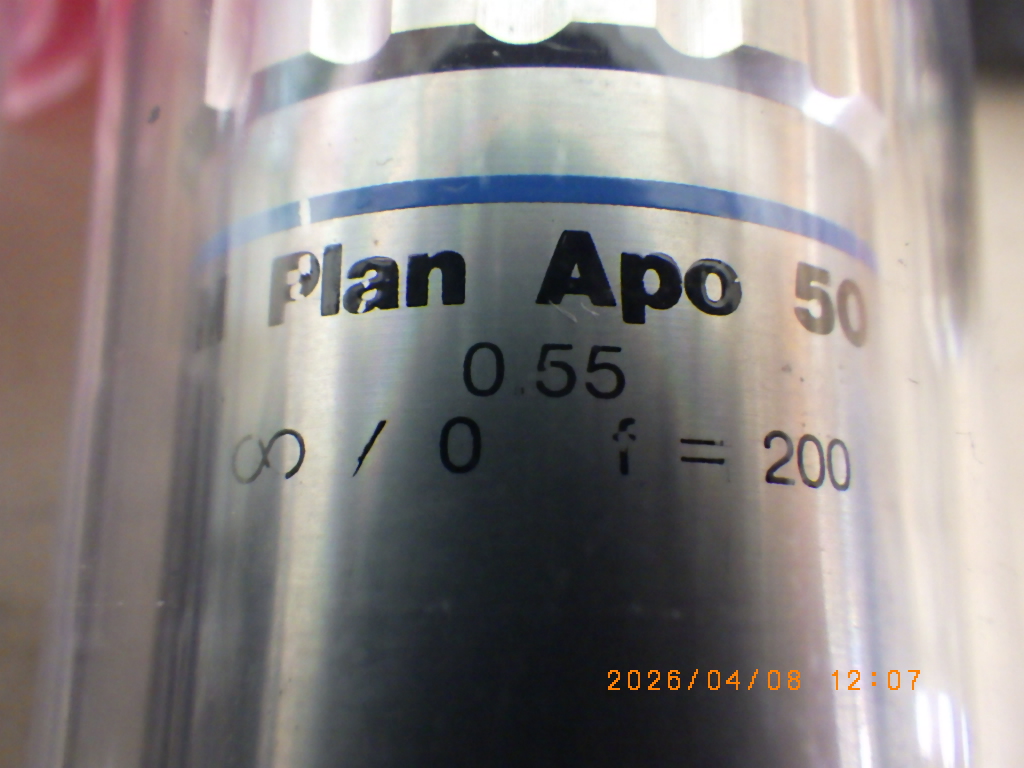 Plan Apo 50
0.55
∞ / 0 f = 200
2026/04/08 12:07